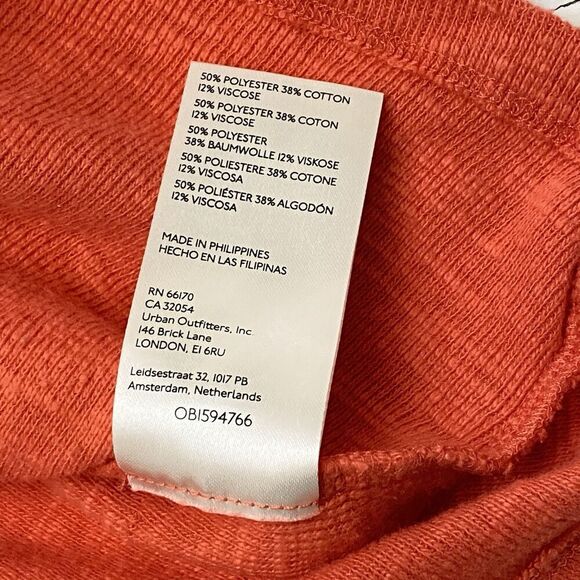 50% POLYESTER 38% COTTON
12% VISCOSE
50% POLYESTER 38% COTON
12% VISCOSE
50% POLYESTER
38% BAUMWOLLE 12% VISKOSE
50% POLIESTERE 38% COTONE
12% VISCOSA
50% POLIÉSTER 38% ALGODÓN
12% VISCOSA
MADE IN PHILIPPINES
HECHO EN LAS FILIPINAS
RN 66170
CA 32054
Urban Outfitters, Inc.
146 Brick Lane
LONDON, E1 6RU
Leidsestraat 32, 1017 PB
Amsterdam, Netherlands
OB1594766